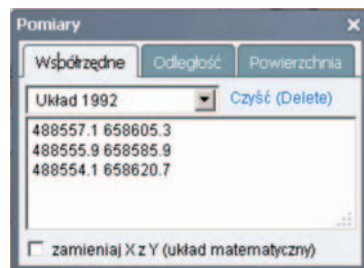 Pomiary
Współrzędne Odległość Powierzchnia
Układ 1992 Czyść (Delete)
488557.1 658605.3
488555.9 658585.9
488554.1 658620.7
zamieniaj X z Y (układ matematyczny)